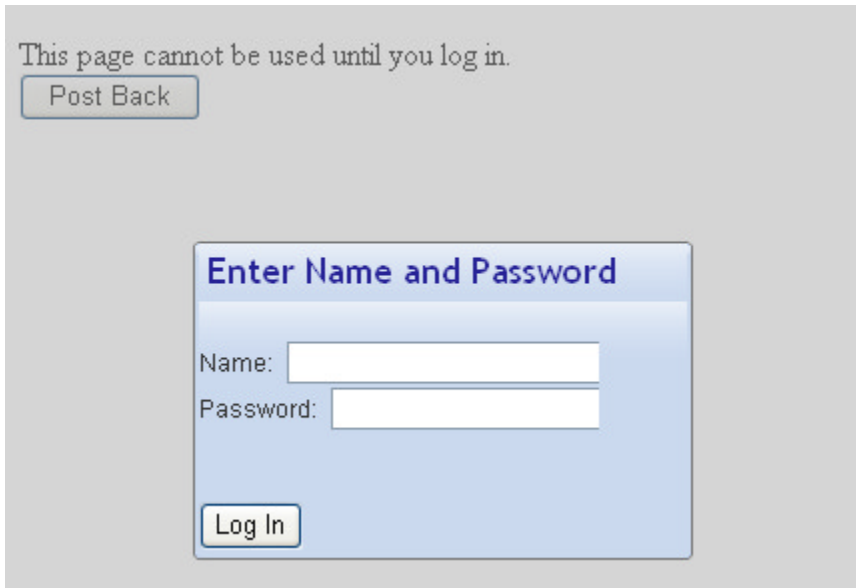 This page cannot be used until you log in.
Post Back
Enter Name and Password
Name:
Password:
Log In